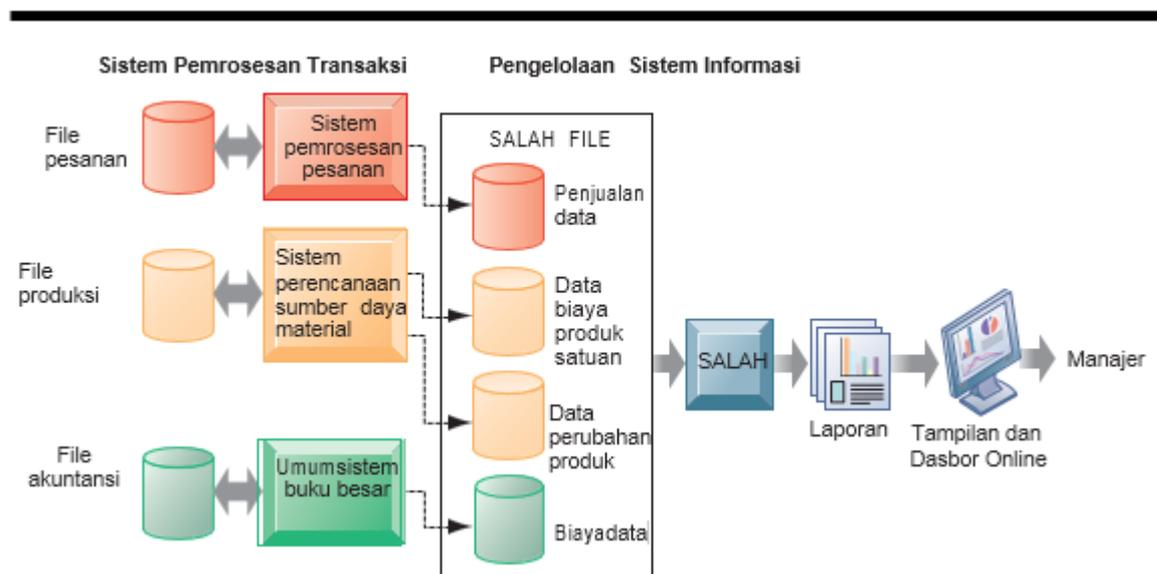 Sistem Pemrosesan Transaksi
Pengelolaan Sistem Informasi
File
pesanan
Sistem
pemrosesan
pesanan
SALAH FILE
Penjualan
data
File
produksi
Sistem
perencanaan
sumber daya
material
Data
biaya
produk
satuan
Data
perubahan
produk
File
akuntansi
Umumsistem
buku besar
Biayadata
SALAH
Laporan
Tampilan dan
Dasbor Online
Manajer